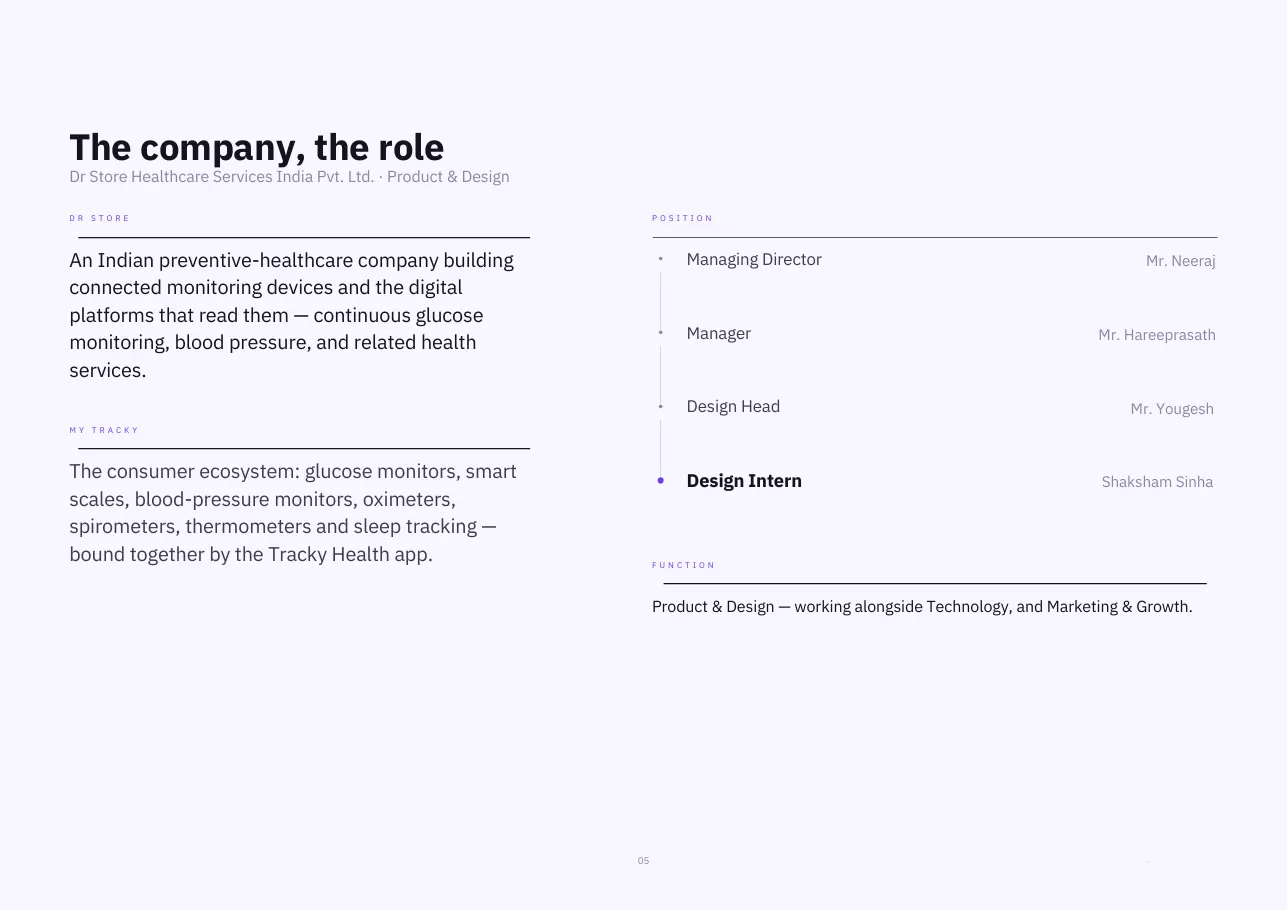 The company, the role
Dr Store Healthcare Services India Pvt. Ltd. · Product & Design
DR STORE
An Indian preventive-healthcare company building
connected monitoring devices and the digital
platforms that read them — continuous glucose
monitoring, blood pressure, and related health
services.
MY TRACKY
The consumer ecosystem: glucose monitors, smart
scales, blood-pressure monitors, oximeters,
spirometers, thermometers and sleep tracking —
bound together by the Tracky Health app.
POSITION
Managing Director Mr. Neeraj
Manager Mr. Hareeprasath
Design Head Mr. Yougesh
Design Intern Shaksham Sinha
FUNCTION
Product & Design — working alongside Technology, and Marketing & Growth.
05